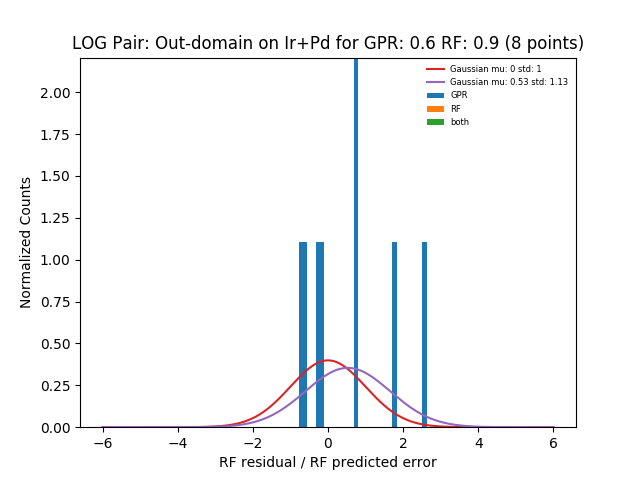 LOG Pair: Out-domain on Ir+Pd for GPR: 0.6 RF: 0.9 (8 points)
Gaussian mu: 0 std: 1
Gaussian mu: 0.53 std: 1.13
GPR
RF
both
Normalized Counts
2.00
1.75
1.50
1.25
1.00
0.75
0.50
0.25
0.00
−6
−4
−2
0
2
4
6
RF residual / RF predicted error